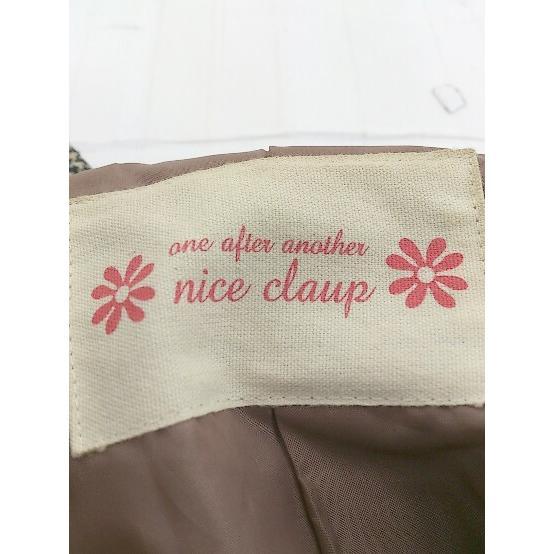 one after another
nice claup